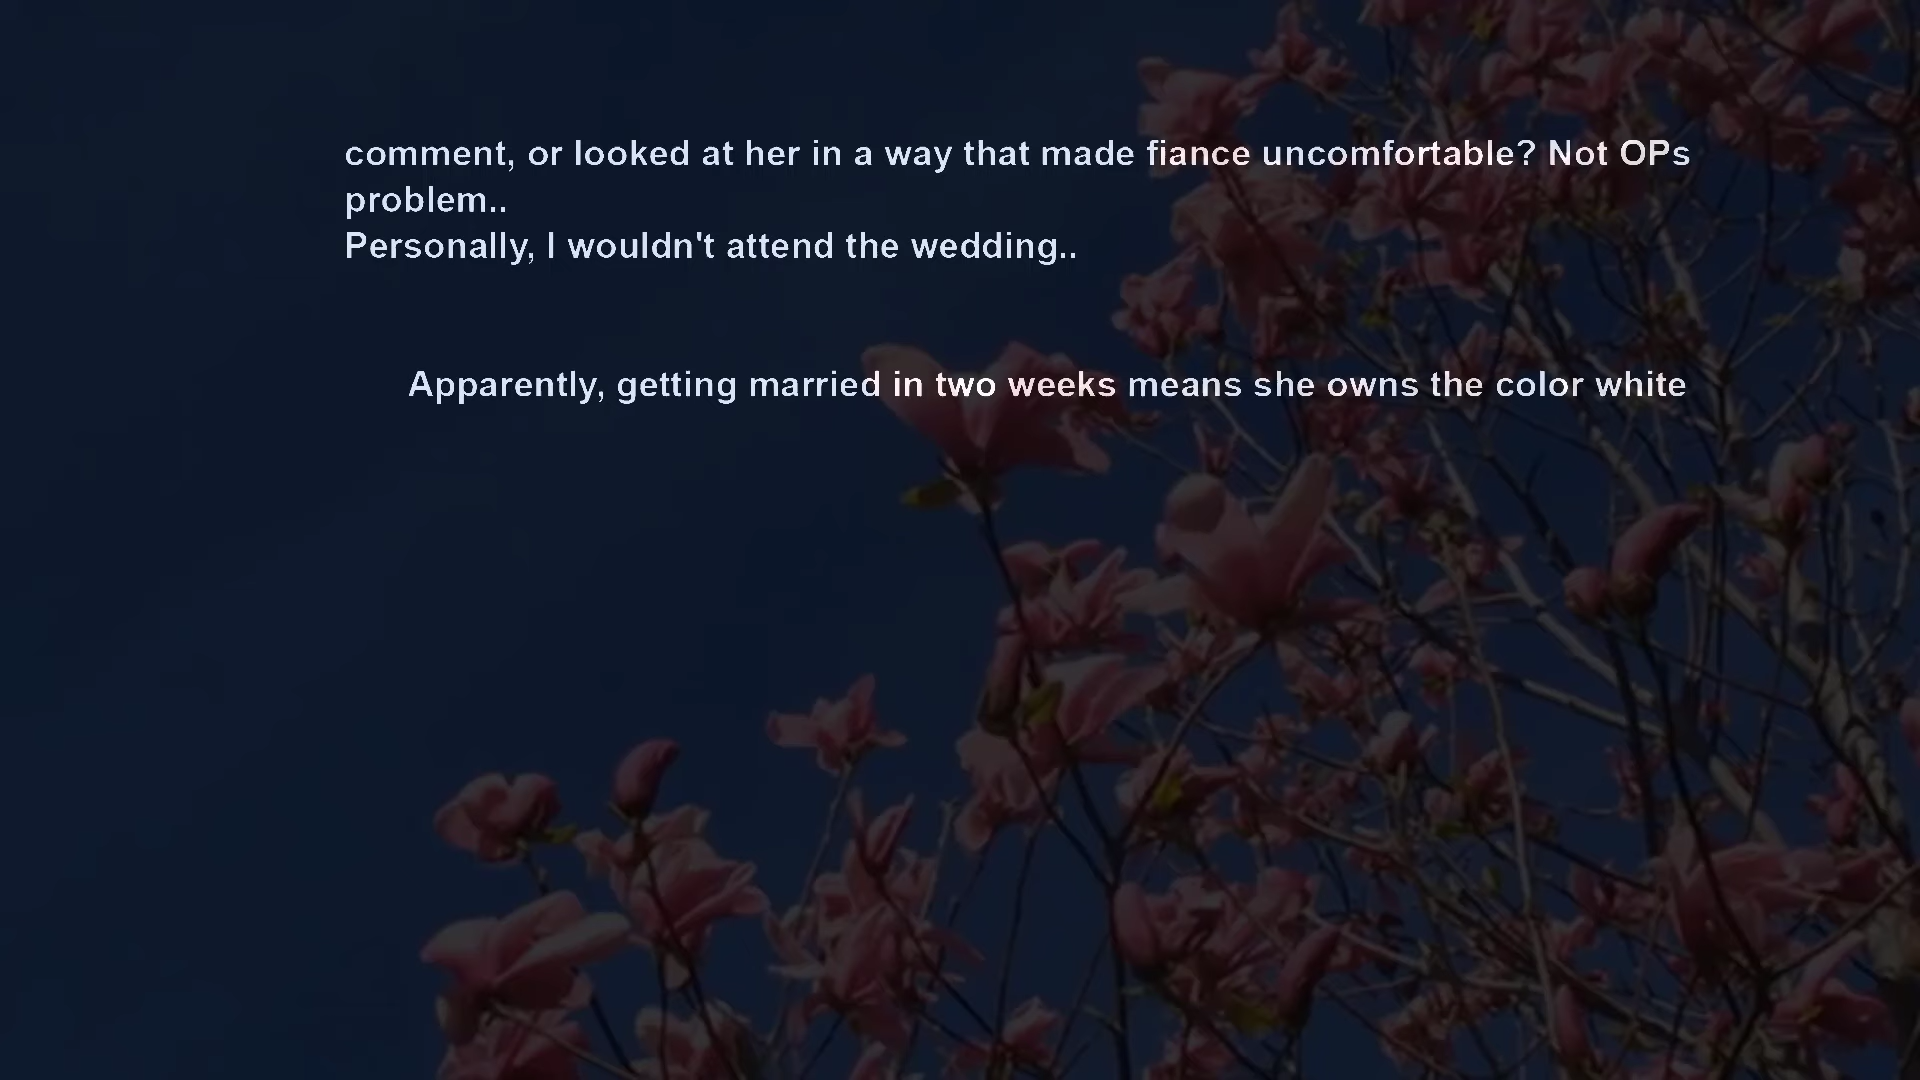 comment, or looked at her in a way that made fiance uncomfortable? Not OPs
problem..
Personally, I wouldn't attend the wedding..
Apparently, getting married in two weeks means she owns the color white